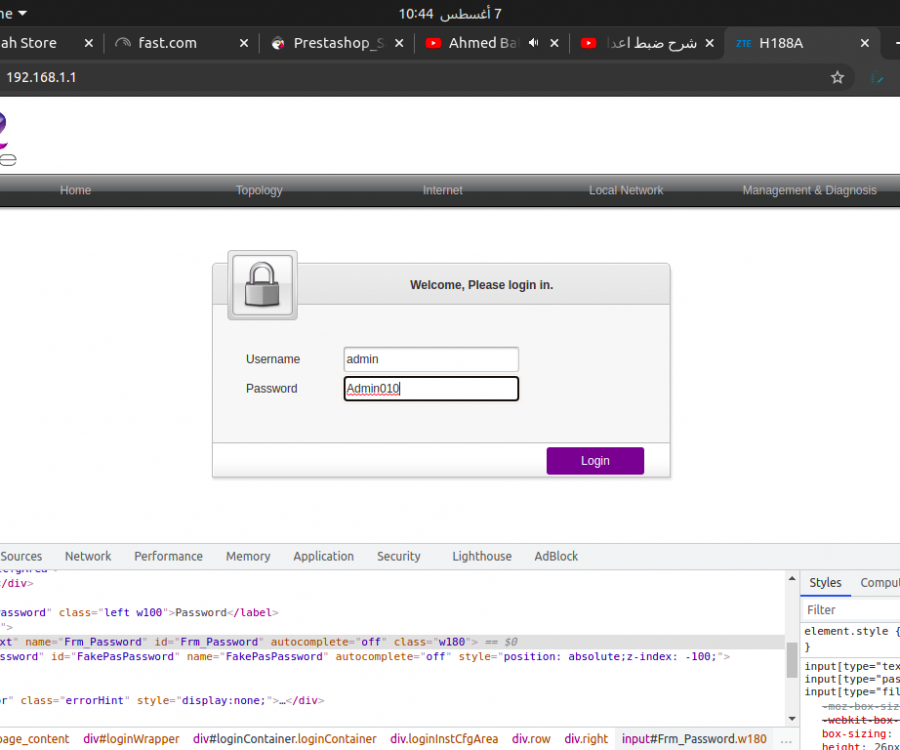 ne
7 أغسطس 10:44
ah Store
fast.com
Prestashop_S
Ahmed Ba
شرح ضبط اعدا
ZTE H188A
192.168.1.1
e
Home Topology Internet Local Network Management & Diagnosis
Welcome, Please login in.
Username admin
Password Admin010
Login
Sources Network Performance Memory Application Security Lighthouse AdBlock
Styles Comput
Filter
/div>
assword" class="left w100">Password</label>
">
xt" name="Frm_Password" id="Frm_Password" autocomplete="off" class="w180"> == $0
ssword" id="FakePasPassword" name="FakePasPassword" autocomplete="off" style="position: absolute;z-index: -100;">
or" class="errorHint" style="display:none;">…</div>
element.style {
}
input[type="tex
input[type="pas
input[type="fil
-moz-box-siz
-webkit-box-
box-sizing:
height: 26px
page_content div#loginWrapper div#loginContainer.loginContainer div.loginInstCfgArea div.row div.right input#Frm_Password.w180 ...